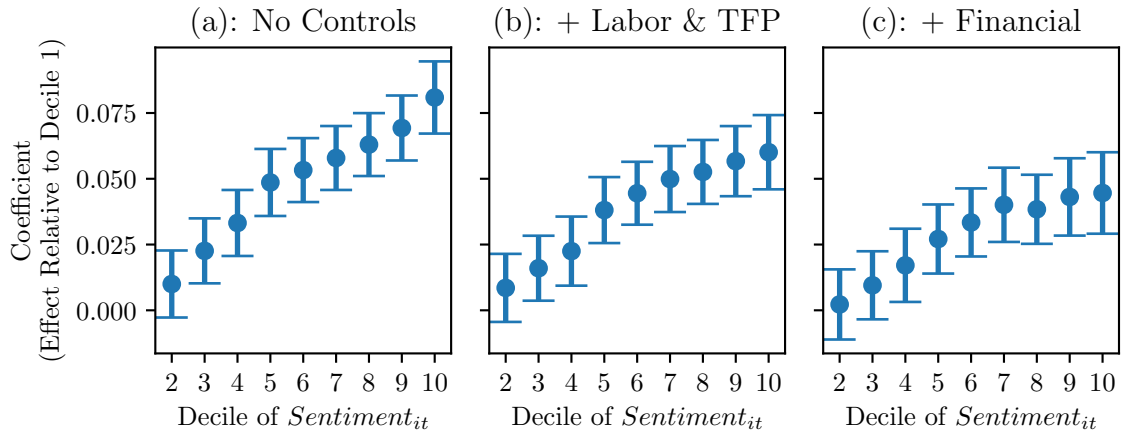 (a): No Controls
(b): + Labor & TFP
(c): + Financial
Coefficient
(Effect Relative to Decile 1)
0.075
0.050
0.025
0.000
2 3 4 5 6 7 8 9 10
2 3 4 5 6 7 8 9 10
2 3 4 5 6 7 8 9 10
Decile of Sentiment_it
Decile of Sentiment_it
Decile of Sentiment_it